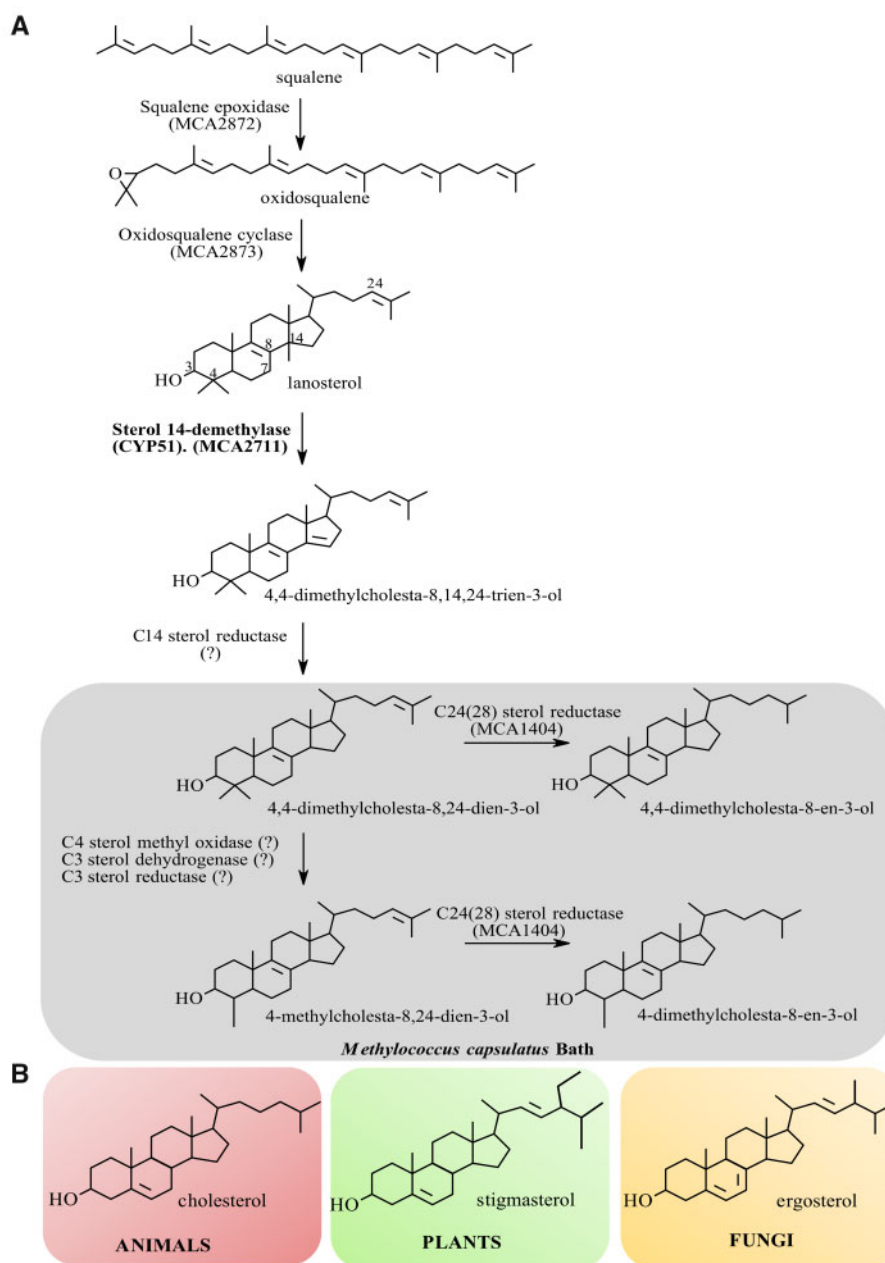 A
squalene
Squalene epoxidase
(MCA2872)
O
oxidosqualene
Oxidosqualene cyclase
(MCA2873)
24
14
8
7
3
4
HO
lanosterol
Sterol 14-demethylase
(CYP51). (MCA2711)
HO
4,4-dimethylcholesta-8,14,24-trien-3-ol
C14 sterol reductase
(?)
C24(28) sterol reductase
(MCA1404)
HO
HO
4,4-dimethylcholesta-8,24-dien-3-ol
4,4-dimethylcholesta-8-en-3-ol
C4 sterol methyl oxidase (?)
C3 sterol dehydrogenase (?)
C3 sterol reductase (?)
C24(28) sterol reductase
(MCA1404)
HO
HO
4-methylcholesta-8,24-dien-3-ol
4-dimethylcholesta-8-en-3-ol
Methylococcus capsulatus Bath
B
HO
cholesterol
ANIMALS
HO
stigmasterol
PLANTS
HO
ergosterol
FUNGI